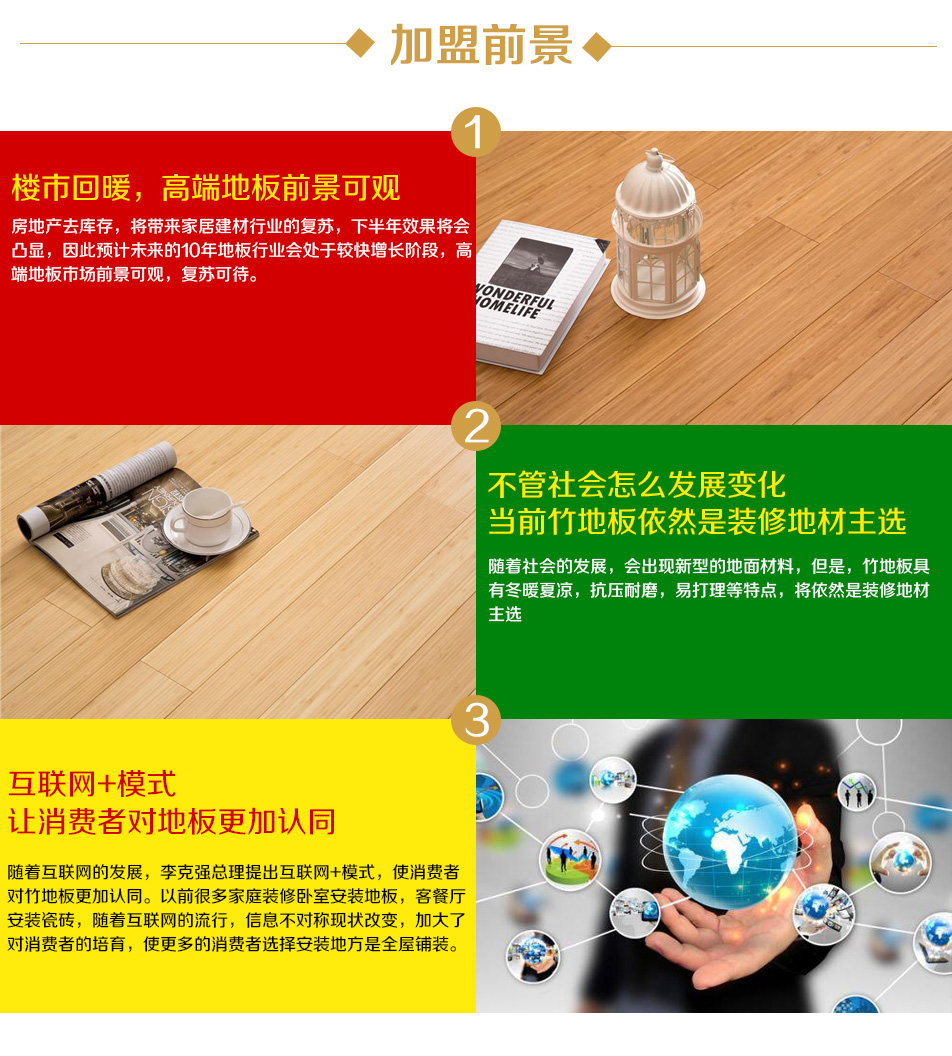 加盟前景
1
楼市回暖，高端地板前景可观
房地产去库存，将带来家居建材行业的复苏，下半年效果将会
凸显，因此预计未来的10年地板行业会处于较快增长阶段，高
端地板市场前景可观，复苏可待。
WONDERFUL
HOMELIFE
2
不管社会怎么发展变化
当前竹地板依然是装修地材主选
随着社会的发展，会出现新型的地面材料，但是，竹地板具
有冬暖夏凉，抗压耐磨，易打理等特点，将依然是装修地材
主选
3
互联网+模式
让消费者对地板更加认同
随着互联网的发展，李克强总理提出互联网+模式，使消费者
对竹地板更加认同。以前很多家庭装修卧室安装地板，客餐厅
安装瓷砖，随着互联网的流行，信息不对称现状改变，加大了
对消费者的培育，使更多的消费者选择安装地方是全屋铺装。